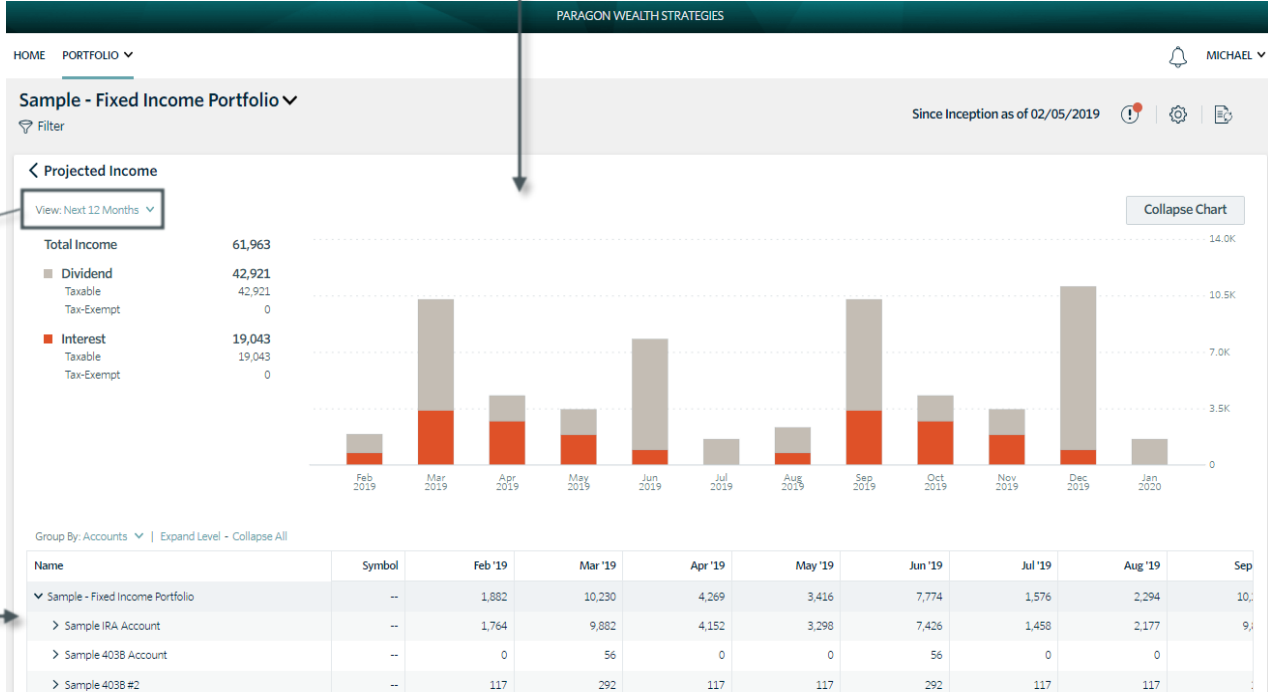 PARAGON WEALTH STRATEGIES
HOME PORTFOLIO MICHAEL
Sample - Fixed Income Portfolio
Filter
Since Inception as of 02/05/2019
Projected Income
View: Next 12 Months
Collapse Chart
Total Income 61,963
Dividend 42,921
Taxable 42,921
Tax-Exempt 0
Interest 19,043
Taxable 19,043
Tax-Exempt 0
14.0K
10.5K
7.0K
3.5K
0
Feb Mar Apr May Jun Jul Aug Sep Oct Nov Dec Jan
2019 2019 2019 2019 2019 2019 2019 2019 2019 2019 2019 2020
Group By: Accounts | Expand Level - Collapse All
Name Symbol Feb '19 Mar '19 Apr '19 May '19 Jun '19 Jul '19 Aug '19 Sep
Sample - Fixed Income Portfolio -- 1,882 10,230 4,269 3,416 7,774 1,576 2,294 10,
Sample IRA Account -- 1,764 9,882 4,152 3,298 7,426 1,458 2,177 9,
Sample 403B Account -- 0 56 0 0 56 0 0
Sample 403B #2 -- 117 292 117 117 292 117 117